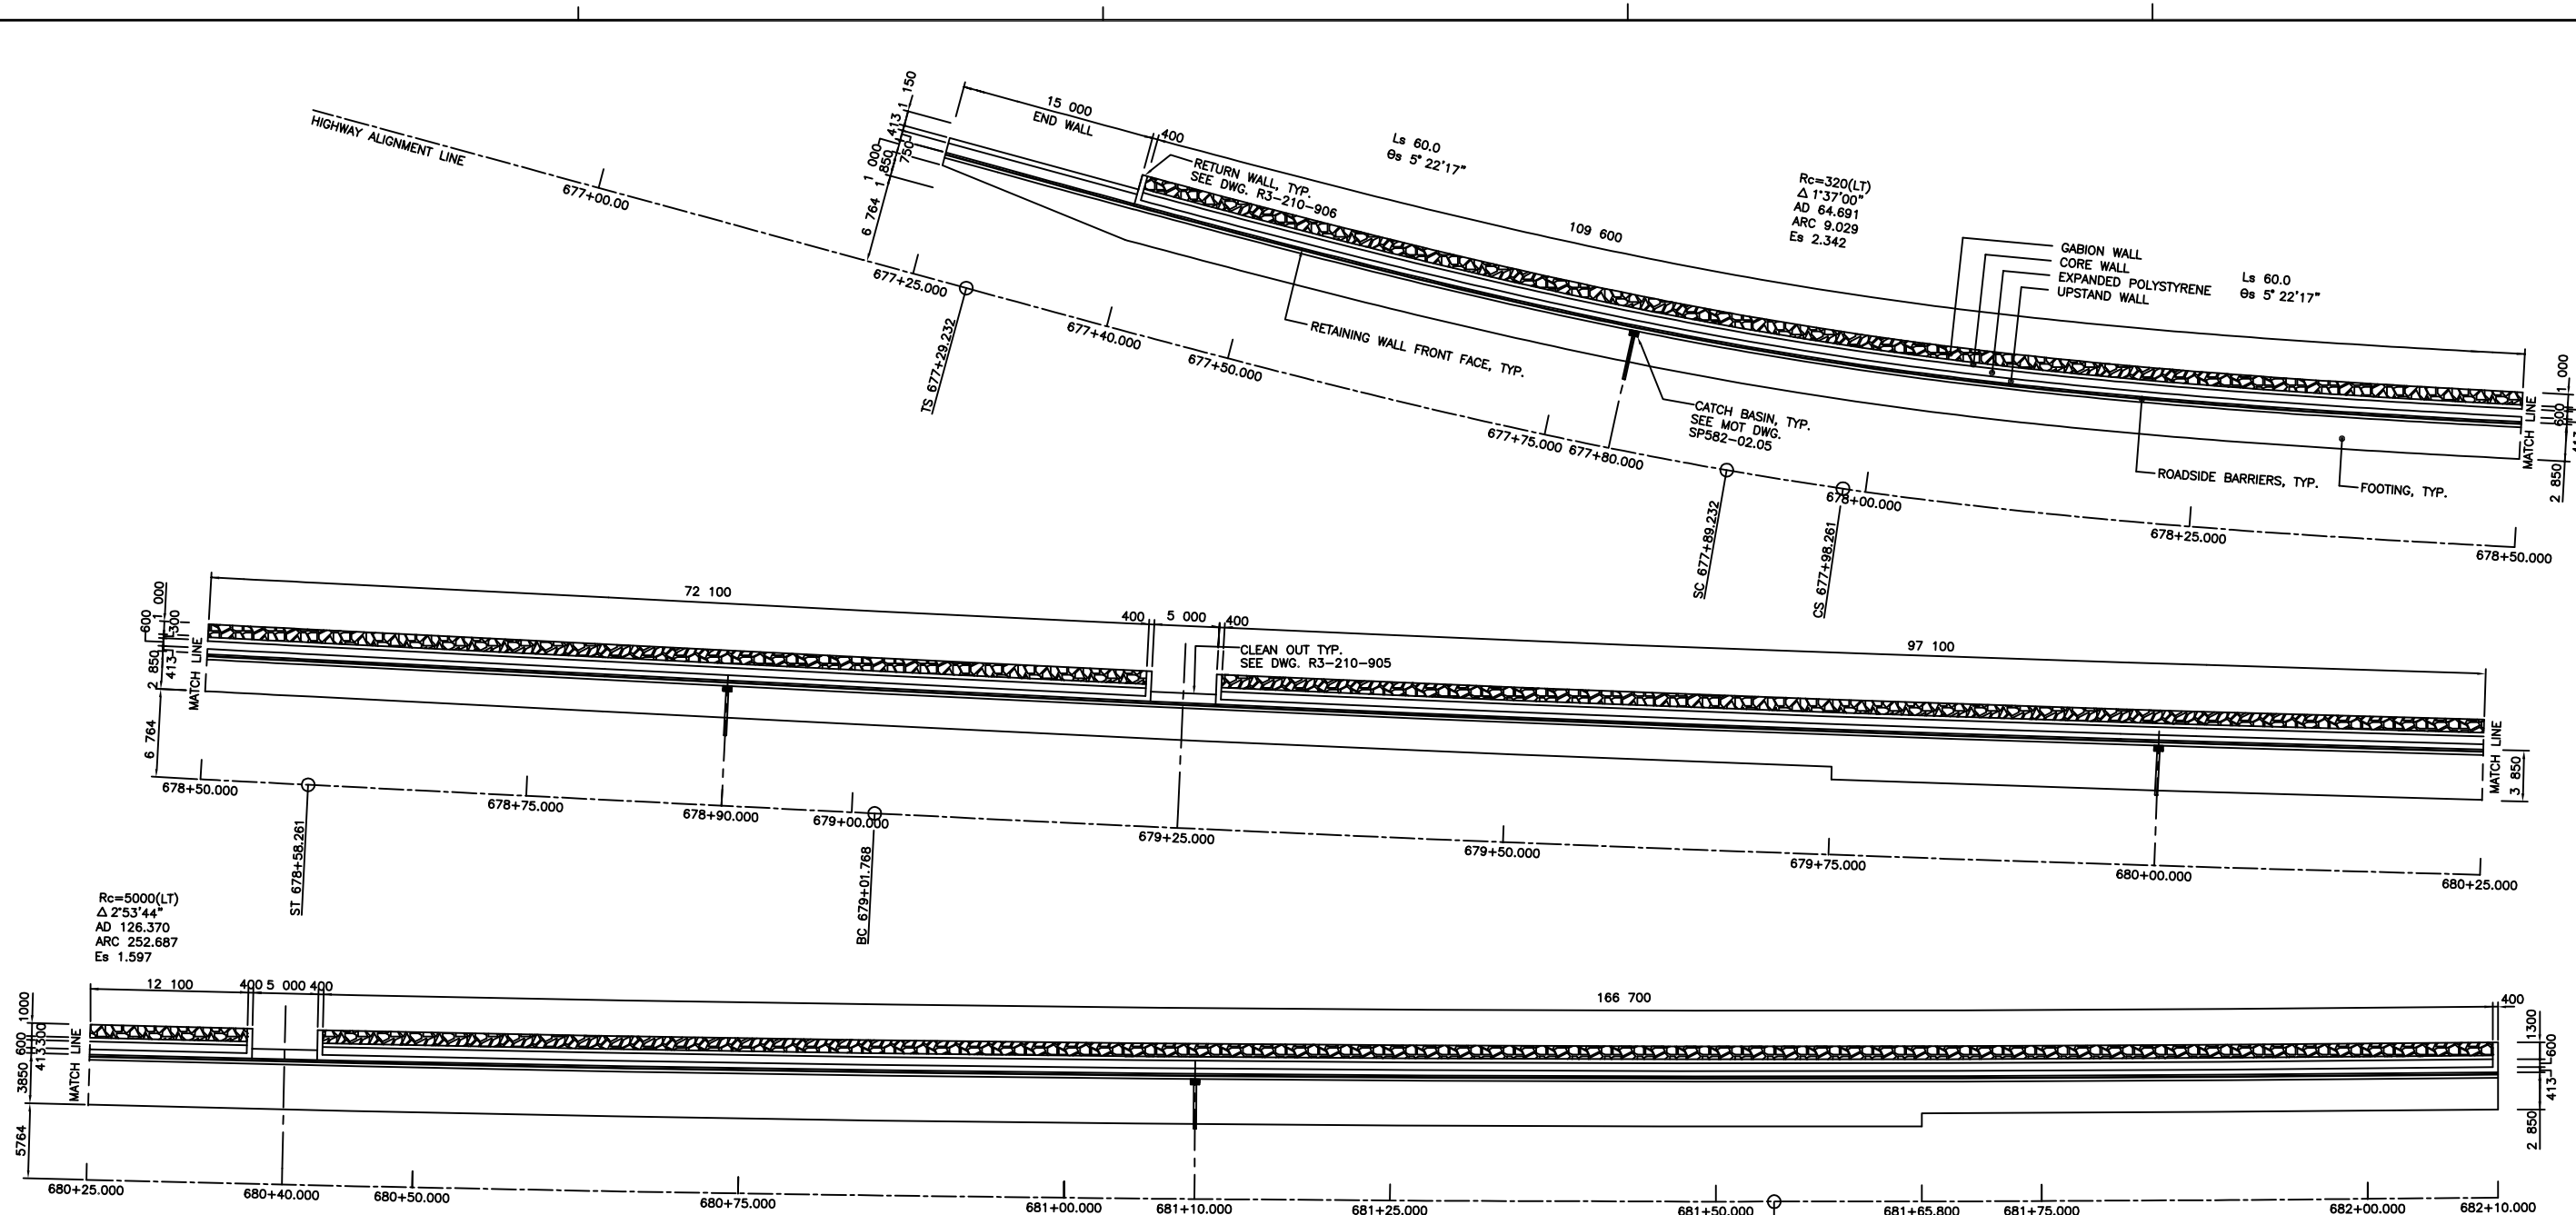 HIGHWAY ALIGNMENT LINE
677+00.00
1 150
413
750
1 000
1 850
6 764
15 000
END WALL
400
RETURN WALL, TYP.
SEE DWG. R3-210-906
Ls 60.0
Θs 5°22'17"
109 600
Rc=320(LT)
Δ 1°37'00"
AD 64.691
ARC 9.029
Es 2.342
GABION WALL
CORE WALL
EXPANDED POLYSTYRENE
UPSTAND WALL
Ls 60.0
Θs 5°22'17"
677+25.000
TS 677+29.232
677+40.000
677+50.000
RETAINING WALL FRONT FACE, TYP.
677+75.000
677+80.000
CATCH BASIN, TYP.
SEE MOT DWG.
SP582-02.05
SC 677+89.232
CS 677+98.261
678+00.000
678+25.000
678+50.000
ROADSIDE BARRIERS, TYP.
FOOTING, TYP.
MATCH LINE
1 000
600
2 850
600
1 000
300
2 850
413
MATCH LINE
6 764
72 100
400
5 000
400
CLEAN OUT TYP.
SEE DWG. R3-210-905
97 100
MATCH LINE
3 850
678+50.000
ST 678+58.261
678+75.000
678+90.000
679+00.000
BC 679+01.768
679+25.000
679+50.000
679+75.000
680+00.000
680+25.000
Rc=5000(LT)
Δ 2°53'44"
AD 126.370
ARC 252.687
Es 1.597
12 100
400
5 000
400
166 700
400
1000
300
600
413
3850
MATCH LINE
5764
1300
600
413
2 850
680+25.000
680+40.000
680+50.000
680+75.000
681+00.000
681+10.000
681+25.000
681+50.000
681+65.800
681+75.000
682+00.000
682+10.000